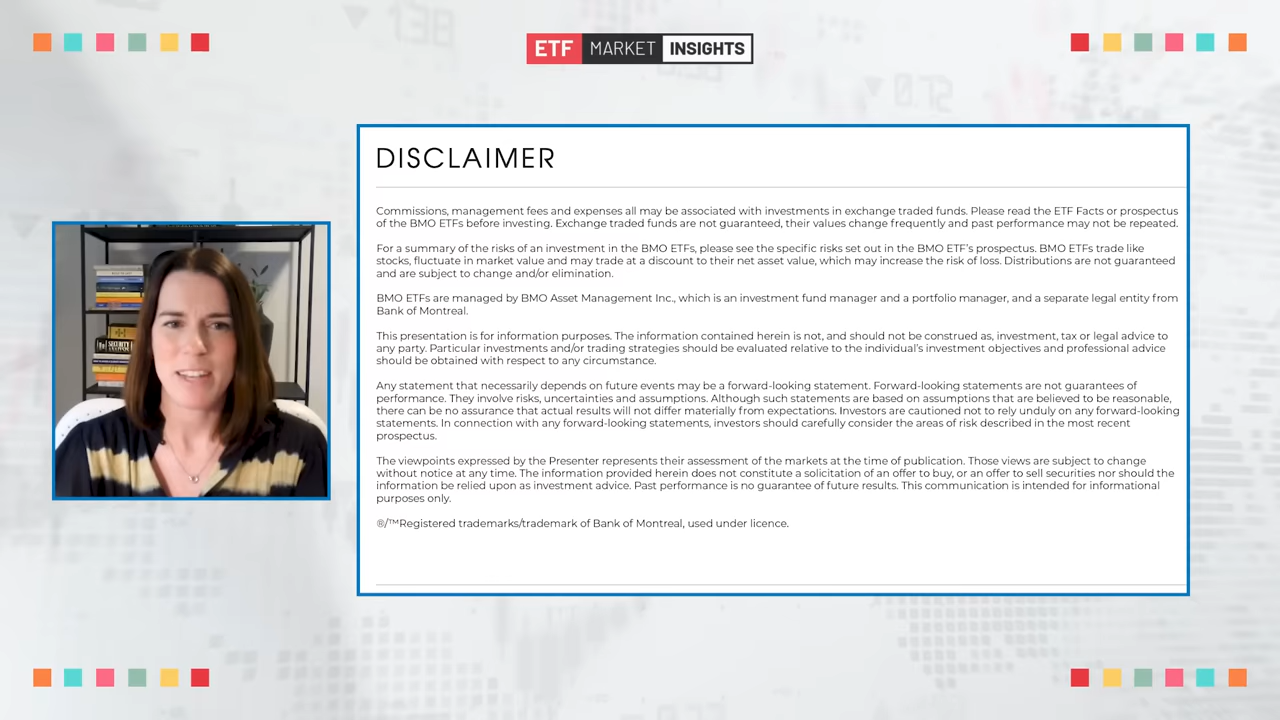 ETF MARKET INSIGHTS
DISCLAIMER
Commissions, management fees and expenses all may be associated with investments in exchange traded funds. Please read the ETF Facts or prospectus
of the BMO ETFs before investing. Exchange traded funds are not guaranteed, their values change frequently and past performance may not be repeated.
For a summary of the risks of an investment in the BMO ETFs, please see the specific risks set out in the BMO ETF's prospectus. BMO ETFs trade like
stocks, fluctuate in market value and may trade at a discount to their net asset value, which may increase the risk of loss. Distributions are not guaranteed
and are subject to change and/or elimination.
BMO ETFs are managed by BMO Asset Management Inc., which is an investment fund manager and a portfolio manager, and a separate legal entity from
Bank of Montreal.
This presentation is for information purposes. The information contained herein is not, and should not be construed as, investment, tax or legal advice to
any party. Particular investments and/or trading strategies should be evaluated relative to the individual's investment objectives and professional advice
should be obtained with respect to any circumstance.
Any statement that necessarily depends on future events may be a forward-looking statement. Forward-looking statements are not guarantees of
performance. They involve risks, uncertainties and assumptions. Although such statements are based on assumptions that are believed to be reasonable,
there can be no assurance that actual results will not differ materially from expectations. Investors are cautioned not to rely unduly on any forward-looking
statements. In connection with any forward-looking statements, investors should carefully consider the areas of risk described in the most recent
prospectus.
The viewpoints expressed by the Presenter represents their assessment of the markets at the time of publication. Those views are subject to change
without notice at any time. The information provided herein does not constitute a solicitation of an offer to buy, or an offer to sell securities nor should the
information be relied upon as investment advice. Past performance is no guarantee of future results. This communication is intended for informational
purposes only.
®/™Registered trademarks/trademark of Bank of Montreal, used under licence.
SECURITY